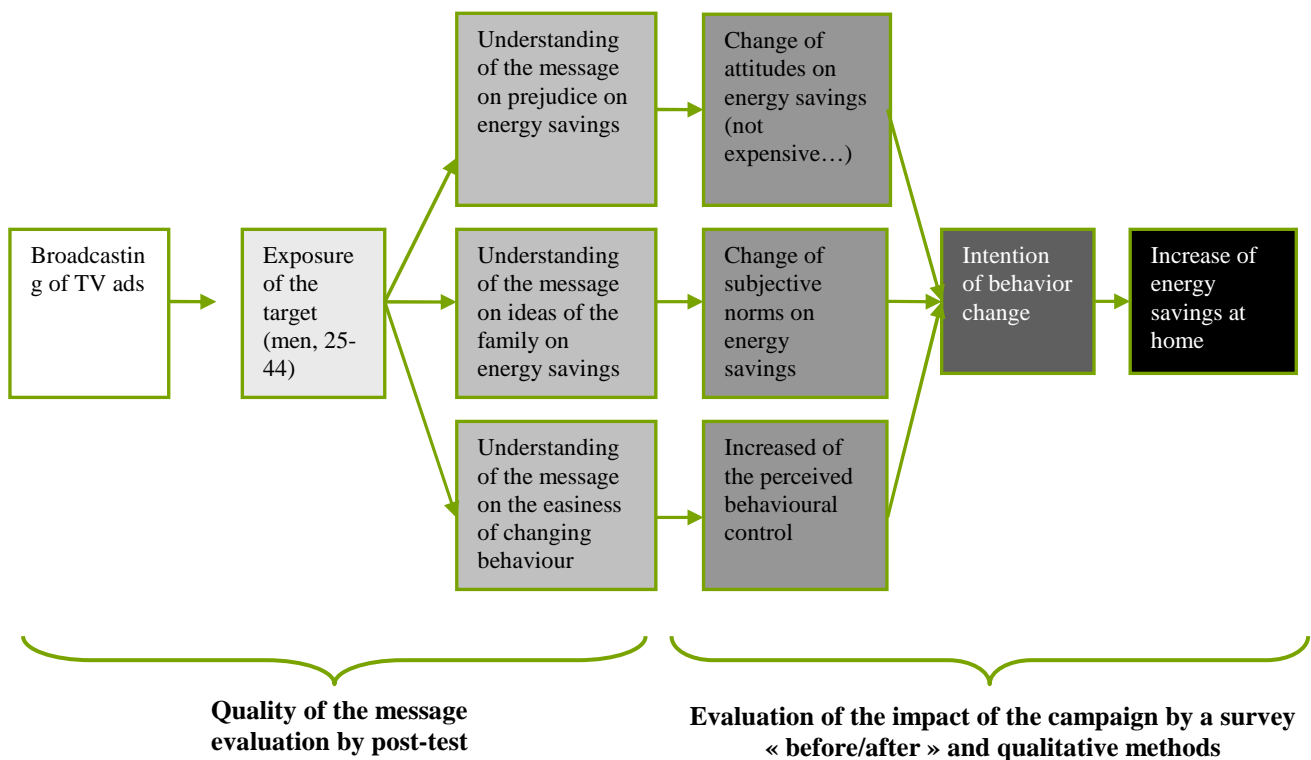 Broadcastin
g of TV ads
Exposure
of the
target
(men, 25-
44)
Understanding
of the message
on prejudice on
energy savings
Change of
attitudes on
energy savings
(not
expensive…)
Understanding
of the message
on ideas of the
family on
energy savings
Change of
subjective
norms on
energy
savings
Understanding
of the message
on the easiness
of changing
behaviour
Increased of
the perceived
behavioural
control
Intention
of behavior
change
Increase of
energy
savings at
home
Quality of the message
evaluation by post-test
Evaluation of the impact of the campaign by a survey
« before/after » and qualitative methods